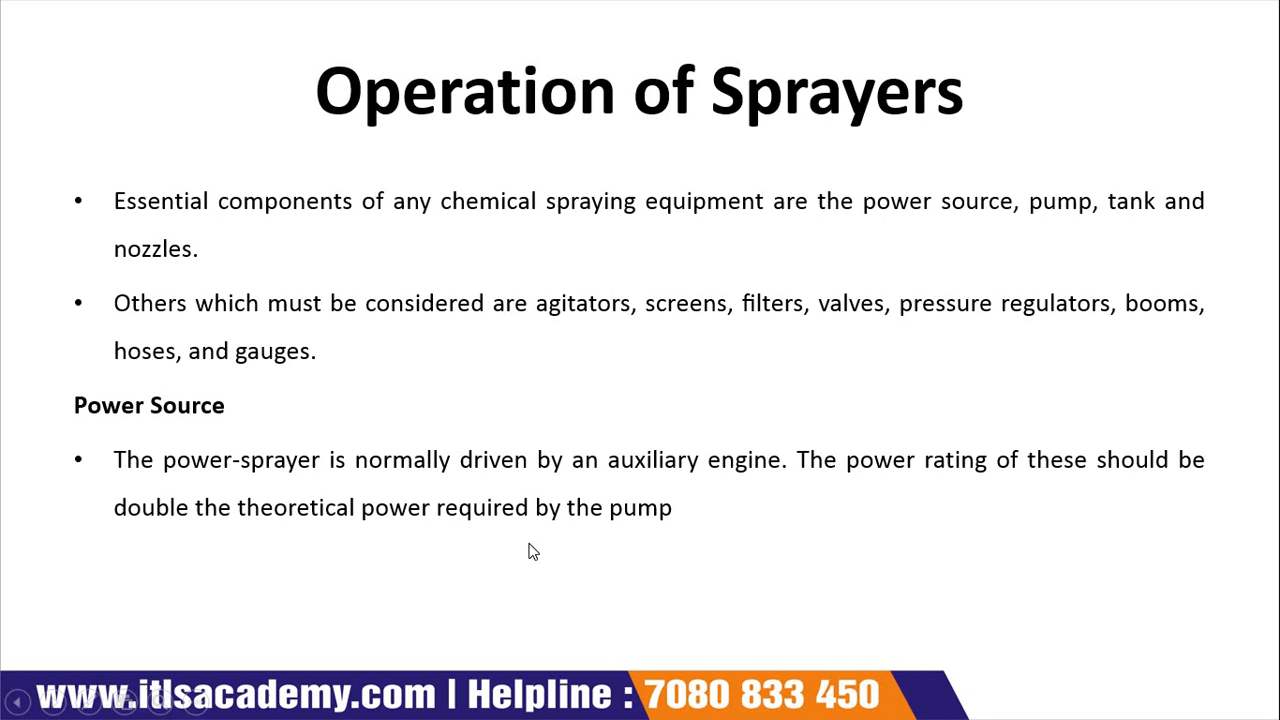 Operation of Sprayers
• Essential components of any chemical spraying equipment are the power source, pump, tank and
nozzles.
• Others which must be considered are agitators, screens, filters, valves, pressure regulators, booms,
hoses, and gauges.
Power Source
• The power-sprayer is normally driven by an auxiliary engine. The power rating of these should be
double the theoretical power required by the pump
www.itlsacademy.com | Helpline : 7080 833 450